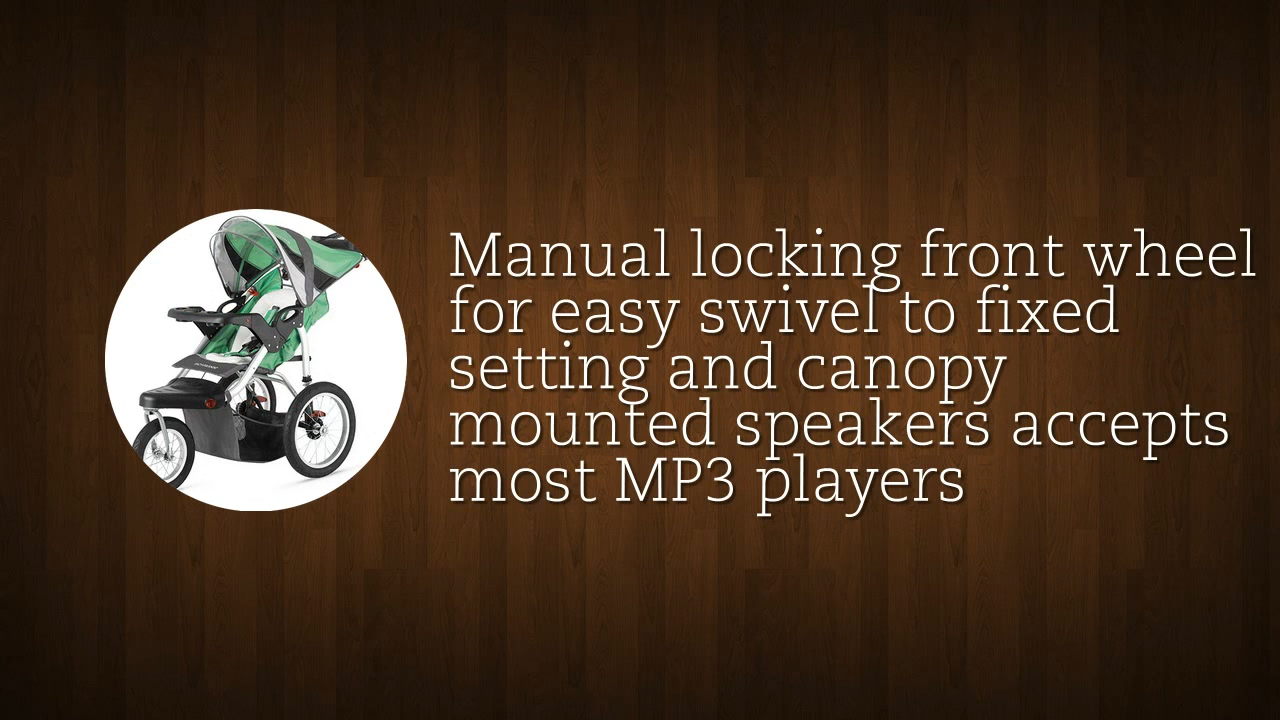 Manual locking front wheel
for easy swivel to fixed
setting and canopy
mounted speakers accepts
most MP3 players